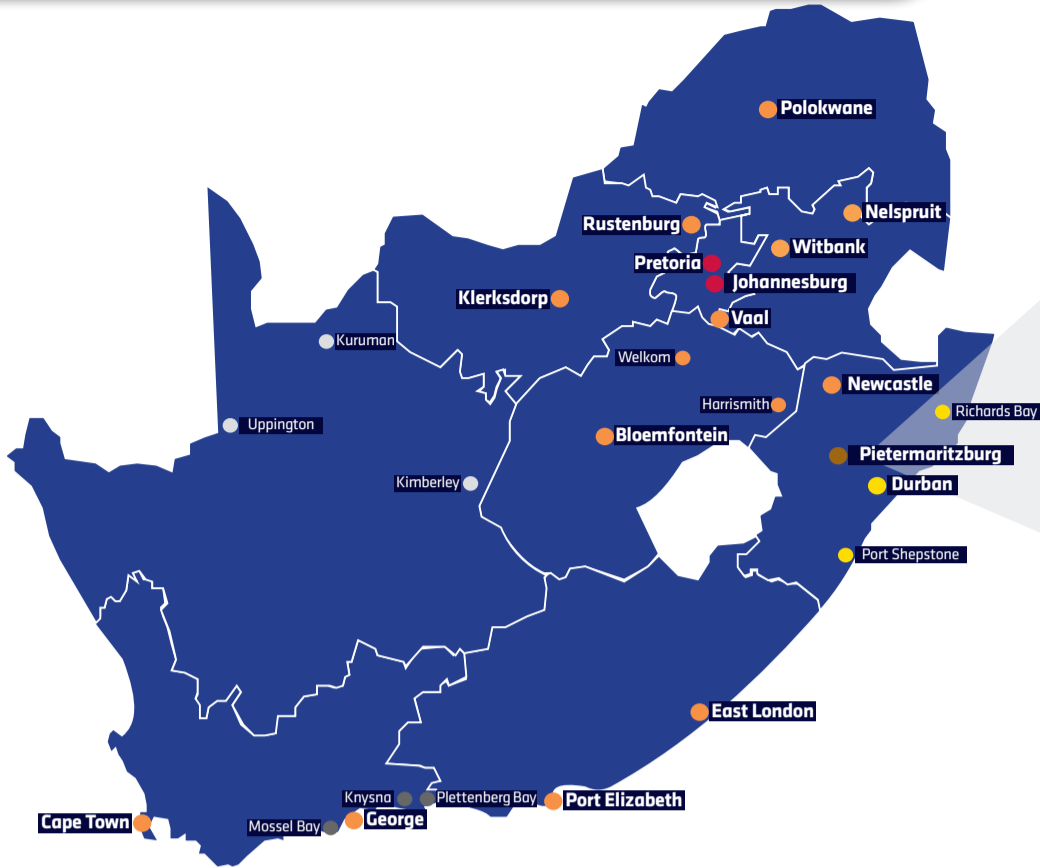 Polokwane
Nelspruit
Rustenburg
Witbank
Pretoria
Johannesburg
Klerksdorp
Vaal
Kuruman
Welkom
Newcastle
Harrismith
Richards Bay
Uppington
Bloemfontein
Pietermaritzburg
Kimberley
Durban
Port Shepstone
East London
Knysna
Plettenberg Bay
Port Elizabeth
Cape Town
Mossel Bay
George